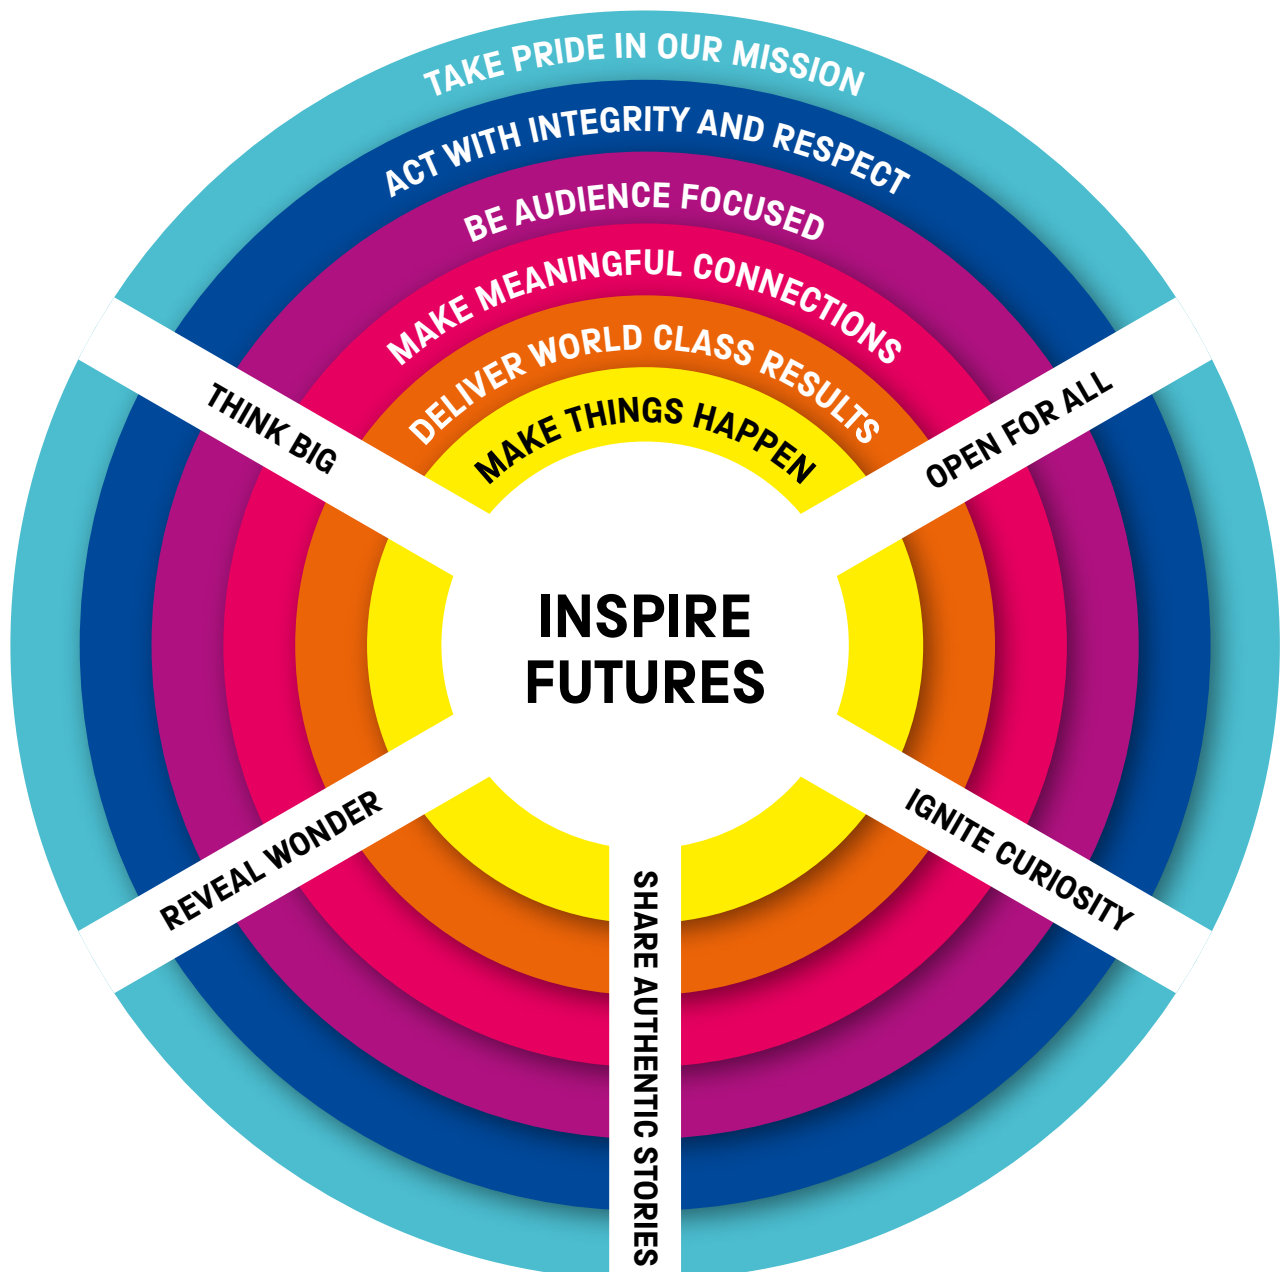 TAKE PRIDE IN OUR MISSION
ACT WITH INTEGRITY AND RESPECT
BE AUDIENCE FOCUSED
MAKE MEANINGFUL CONNECTIONS
DELIVER WORLD CLASS RESULTS
MAKE THINGS HAPPEN
THINK BIG
OPEN FOR ALL
INSPIRE
FUTURES
REVEAL WONDER
IGNITE CURIOSITY
SHARE AUTHENTIC STORIES